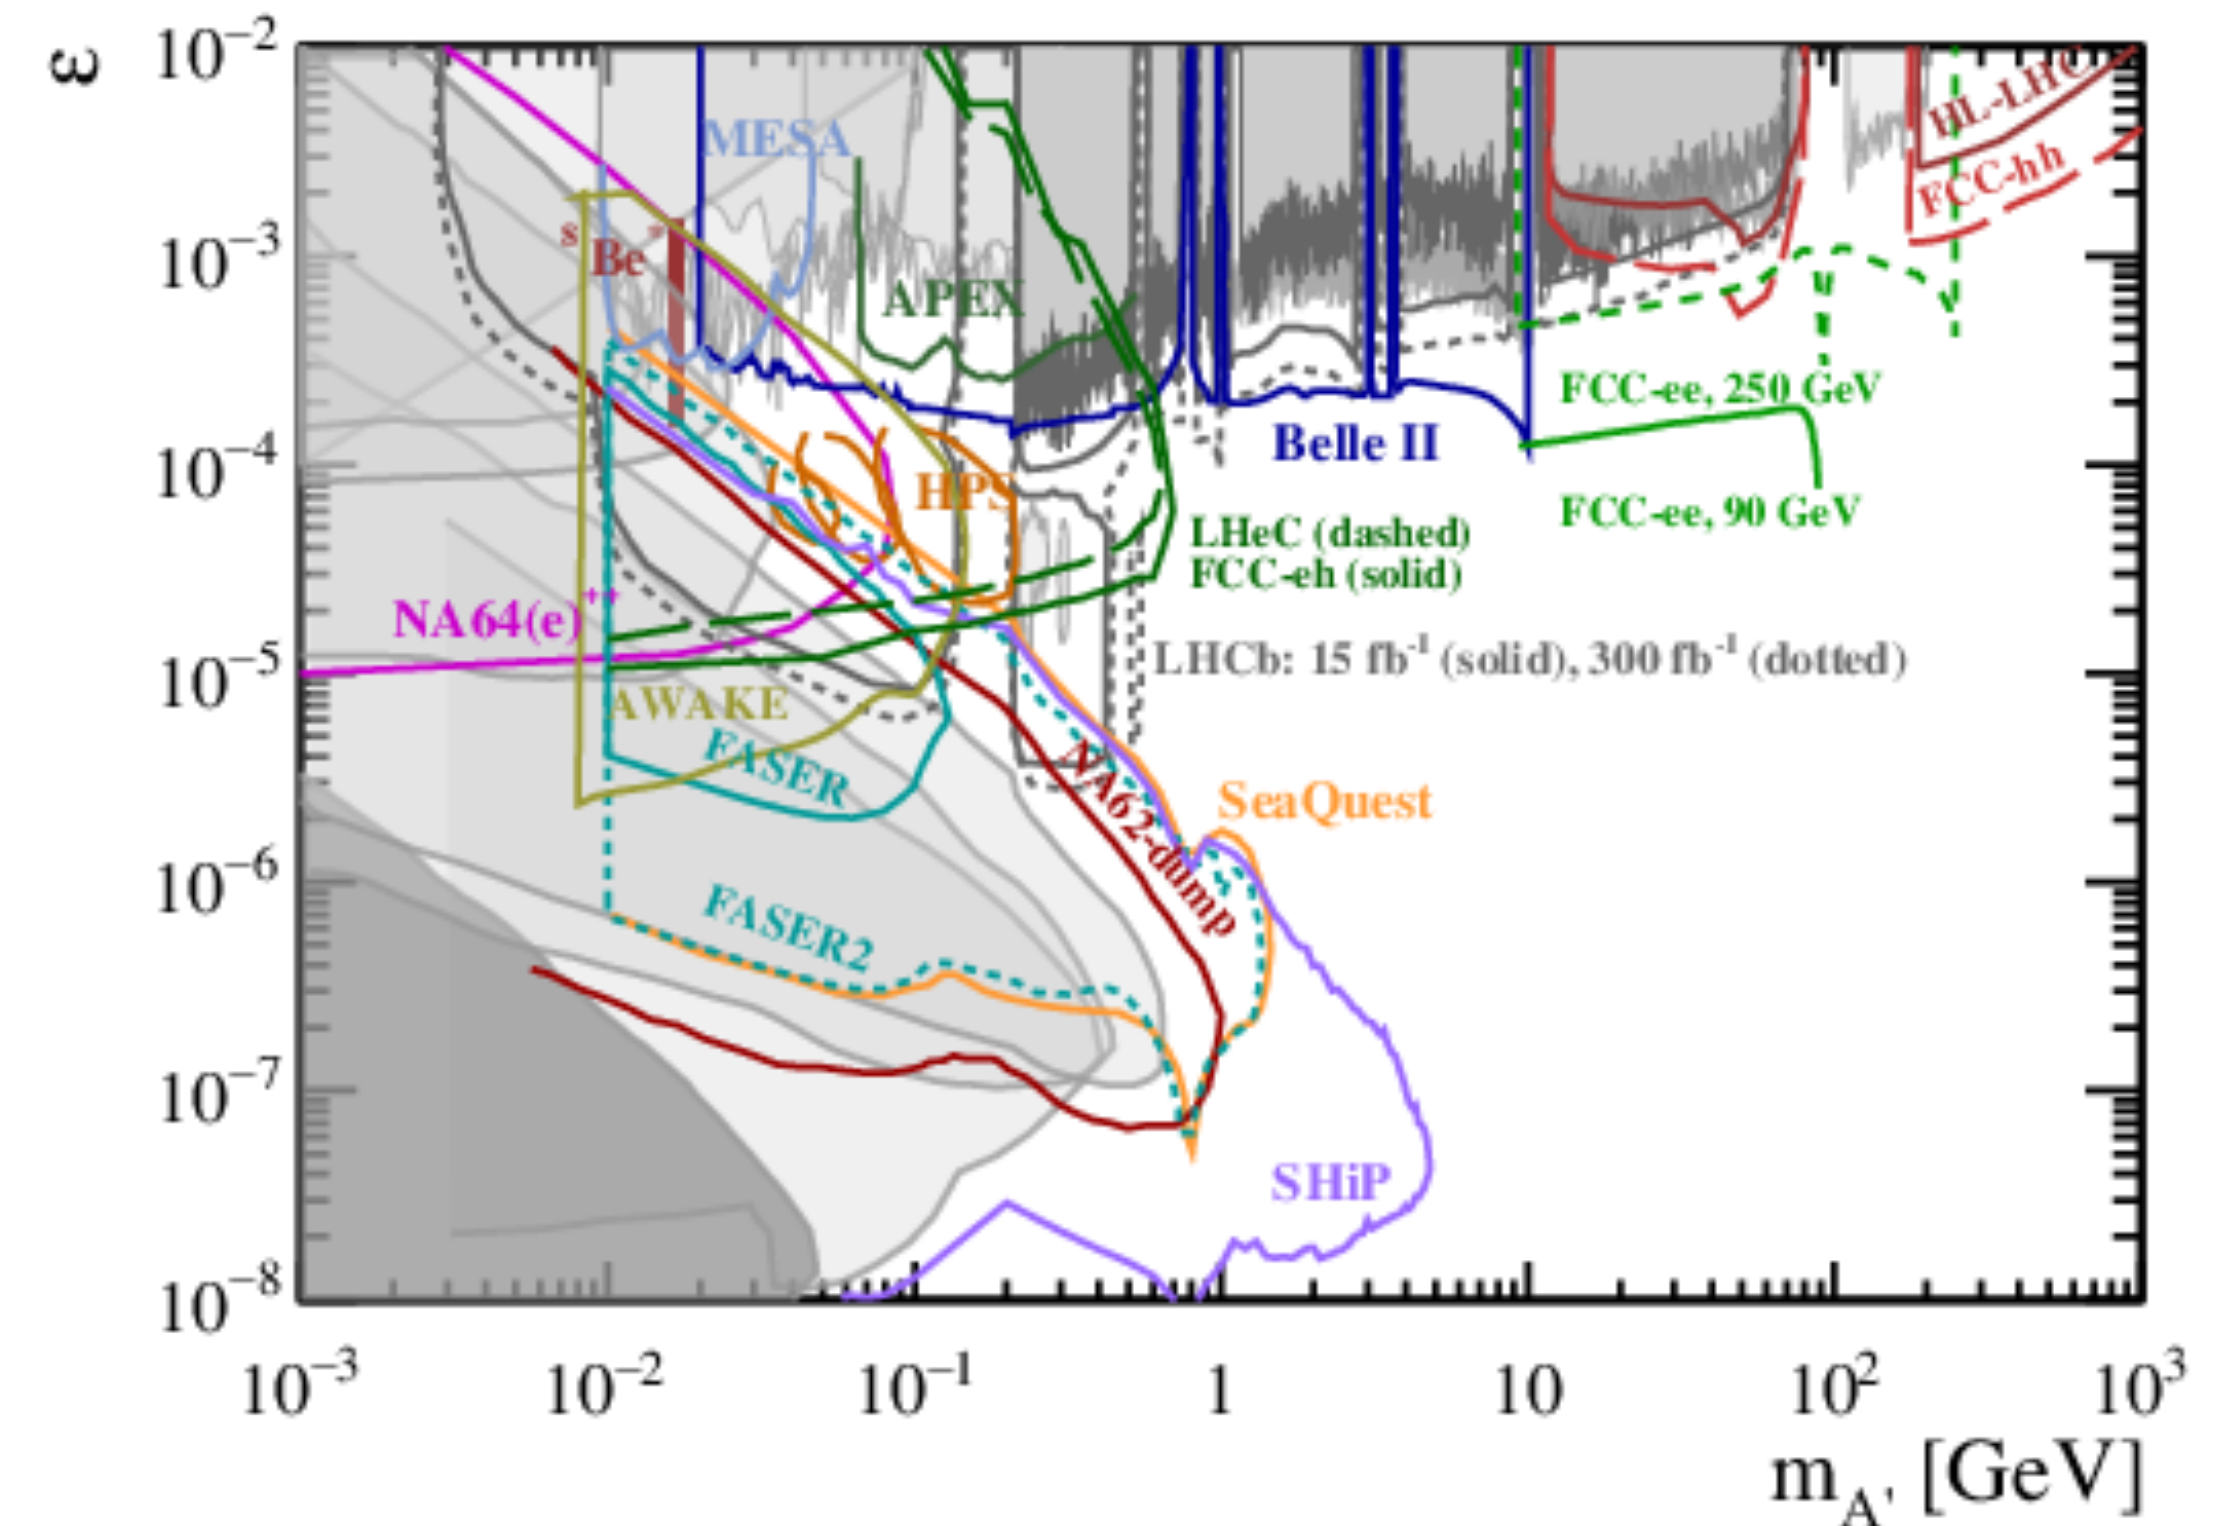 ε
10⁻²
10⁻³
10⁻⁴
10⁻⁵
10⁻⁶
10⁻⁷
10⁻⁸
MESA
HL-LHC
FCC-hh
⁸Be*
APEX
FCC-ee, 250 GeV
Belle II
HPS
FCC-ee, 90 GeV
LHeC (dashed)
FCC-eh (solid)
NA64(e)⁺⁺
LHCb: 15 fb⁻¹ (solid), 300 fb⁻¹ (dotted)
AWAKE
FASER
NA62-dump
SeaQuest
FASER2
SHiP
10⁻³ 10⁻² 10⁻¹ 1 10 10² 10³
m_A' [GeV]